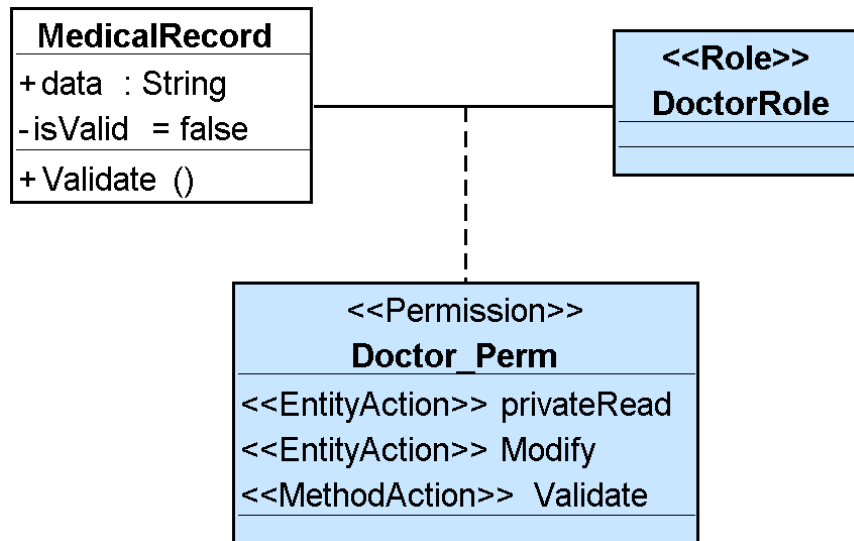 MedicalRecord
+ data : String
- isValid = false
+ Validate ()
<<Role>>
DoctorRole
<<Permission>>
Doctor_Perm
<<EntityAction>> privateRead
<<EntityAction>> Modify
<<MethodAction>> Validate